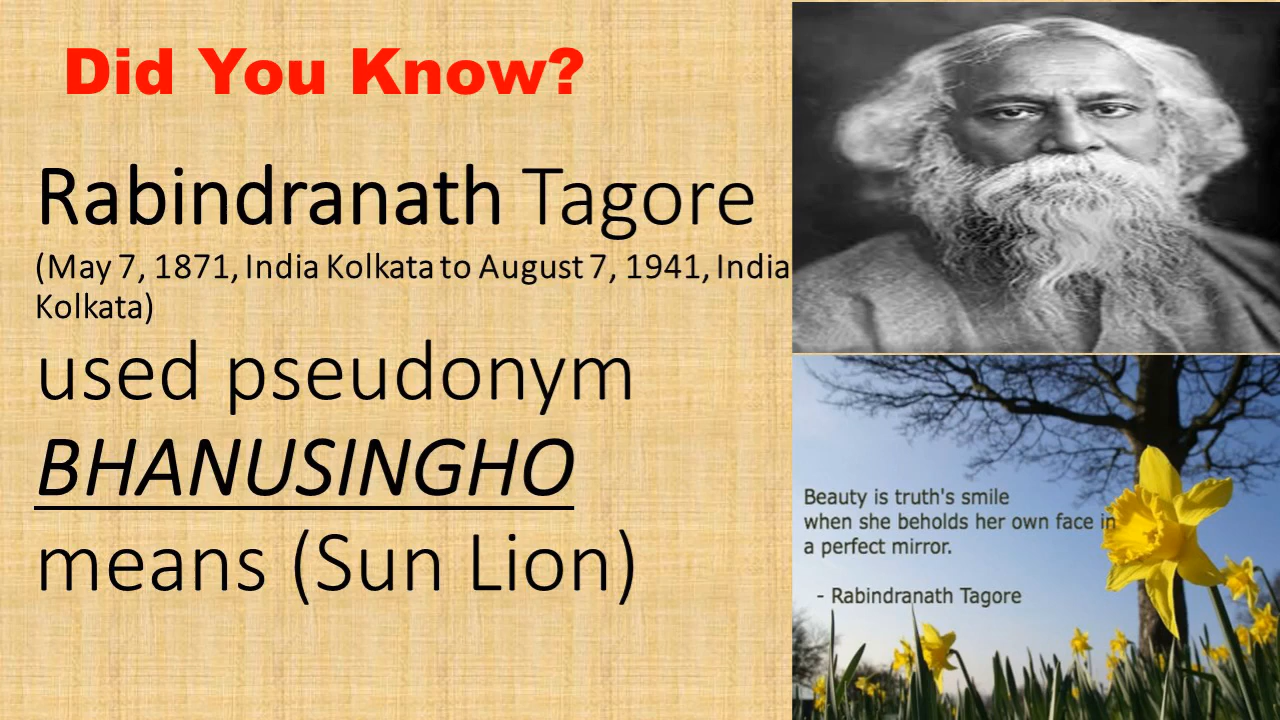 Did You Know?
Rabindranath Tagore
(May 7, 1871, India Kolkata to August 7, 1941, India
Kolkata)
used pseudonym
BHANUSINGHO
means (Sun Lion)
Beauty is truth's smile
when she beholds her own face in
a perfect mirror.
- Rabindranath Tagore